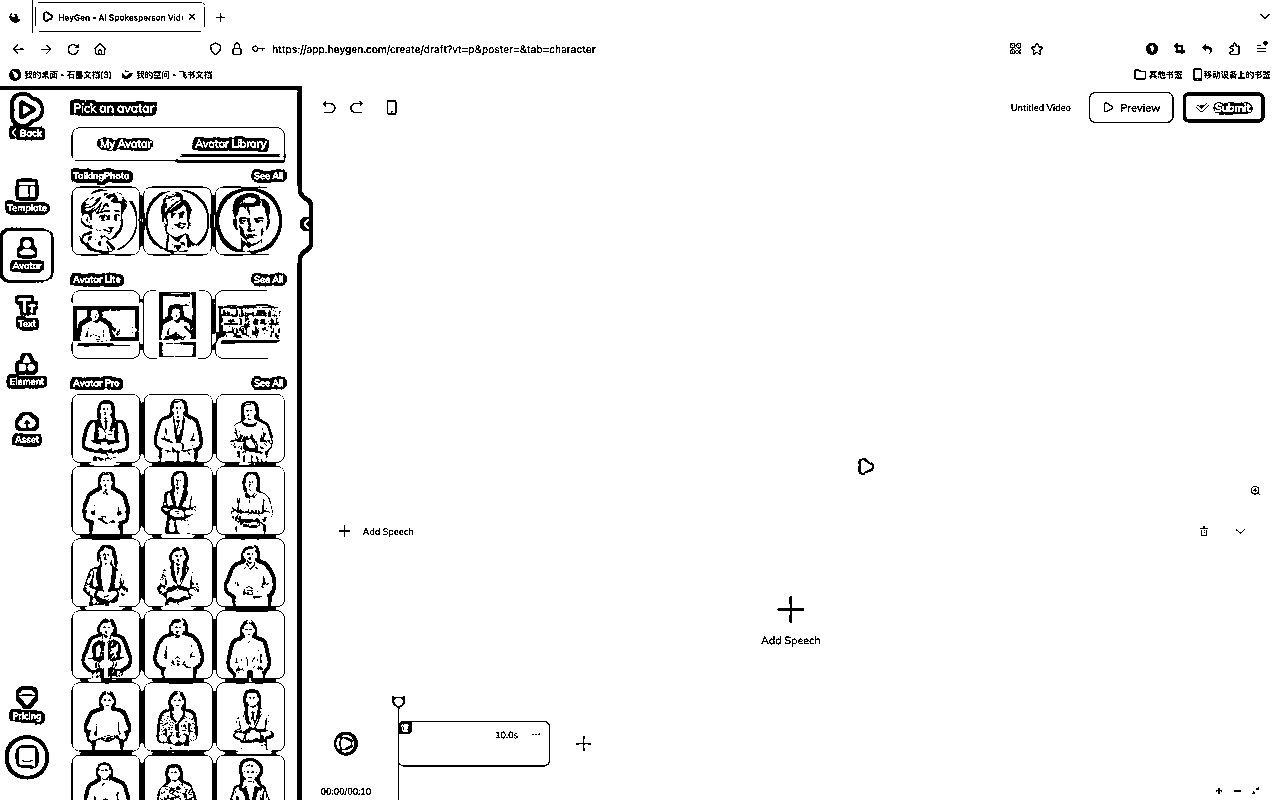 HeyGen - AI Spokesperson Vid
https://app.heygen.com/create/draft?vt=p&poster=&tab=character
我的桌面 - 石墨文档(3)
我的空间 - 飞书文档
其他书签
移动设备上的书签
Back
Pick an avatar
Untitled Video
Preview
Submit
My Avatar
Avatar Library
TalkingPhoto
See All
Template
Avatar
Avatar Lite
See All
Text
Element
Avatar Pro
See All
Asset
Add Speech
Add Speech
Pricing
10.0s
00:00/00:10